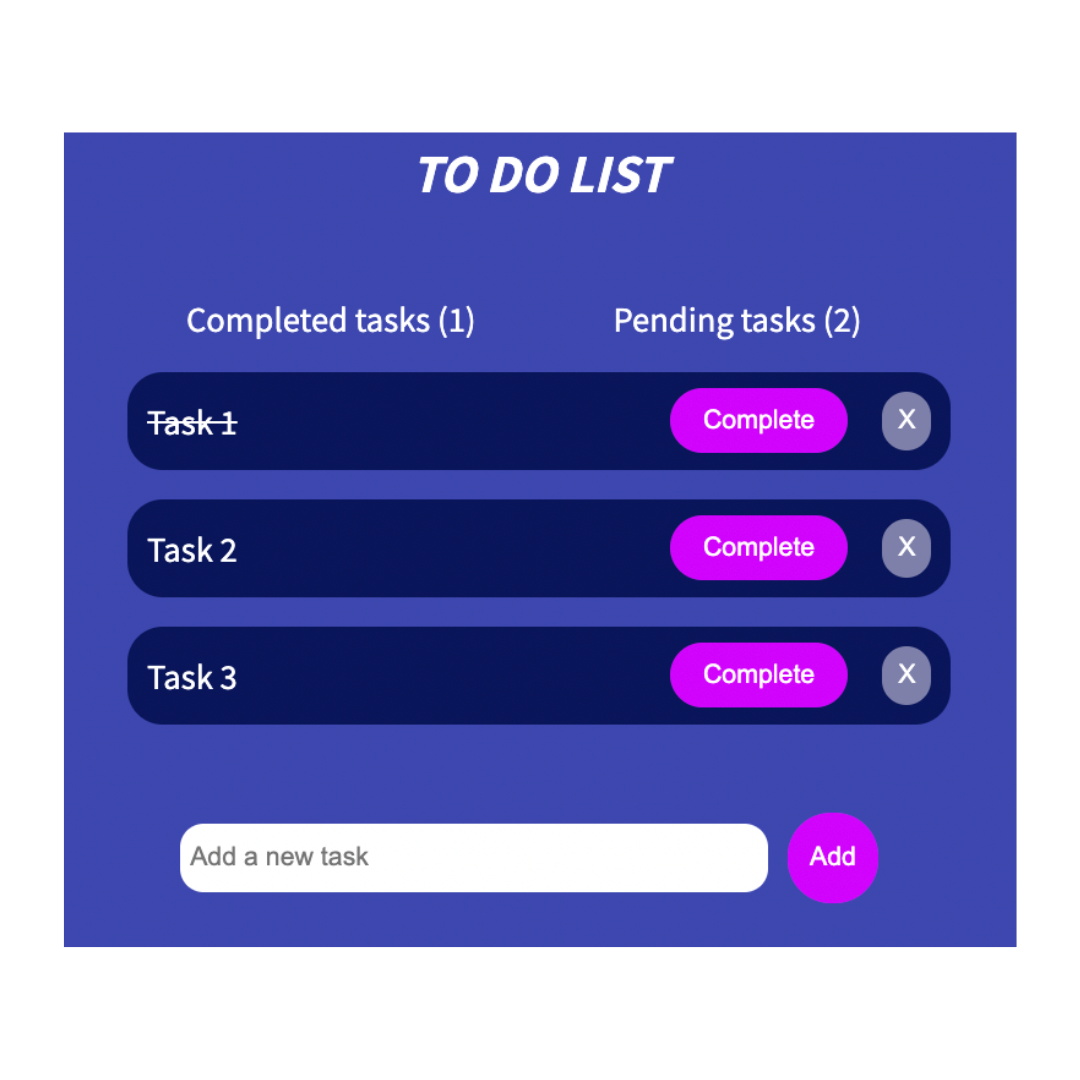 TO DO LIST
Completed tasks (1) Pending tasks (2)
Task 1 Complete X
Task 2 Complete X
Task 3 Complete X
Add a new task Add